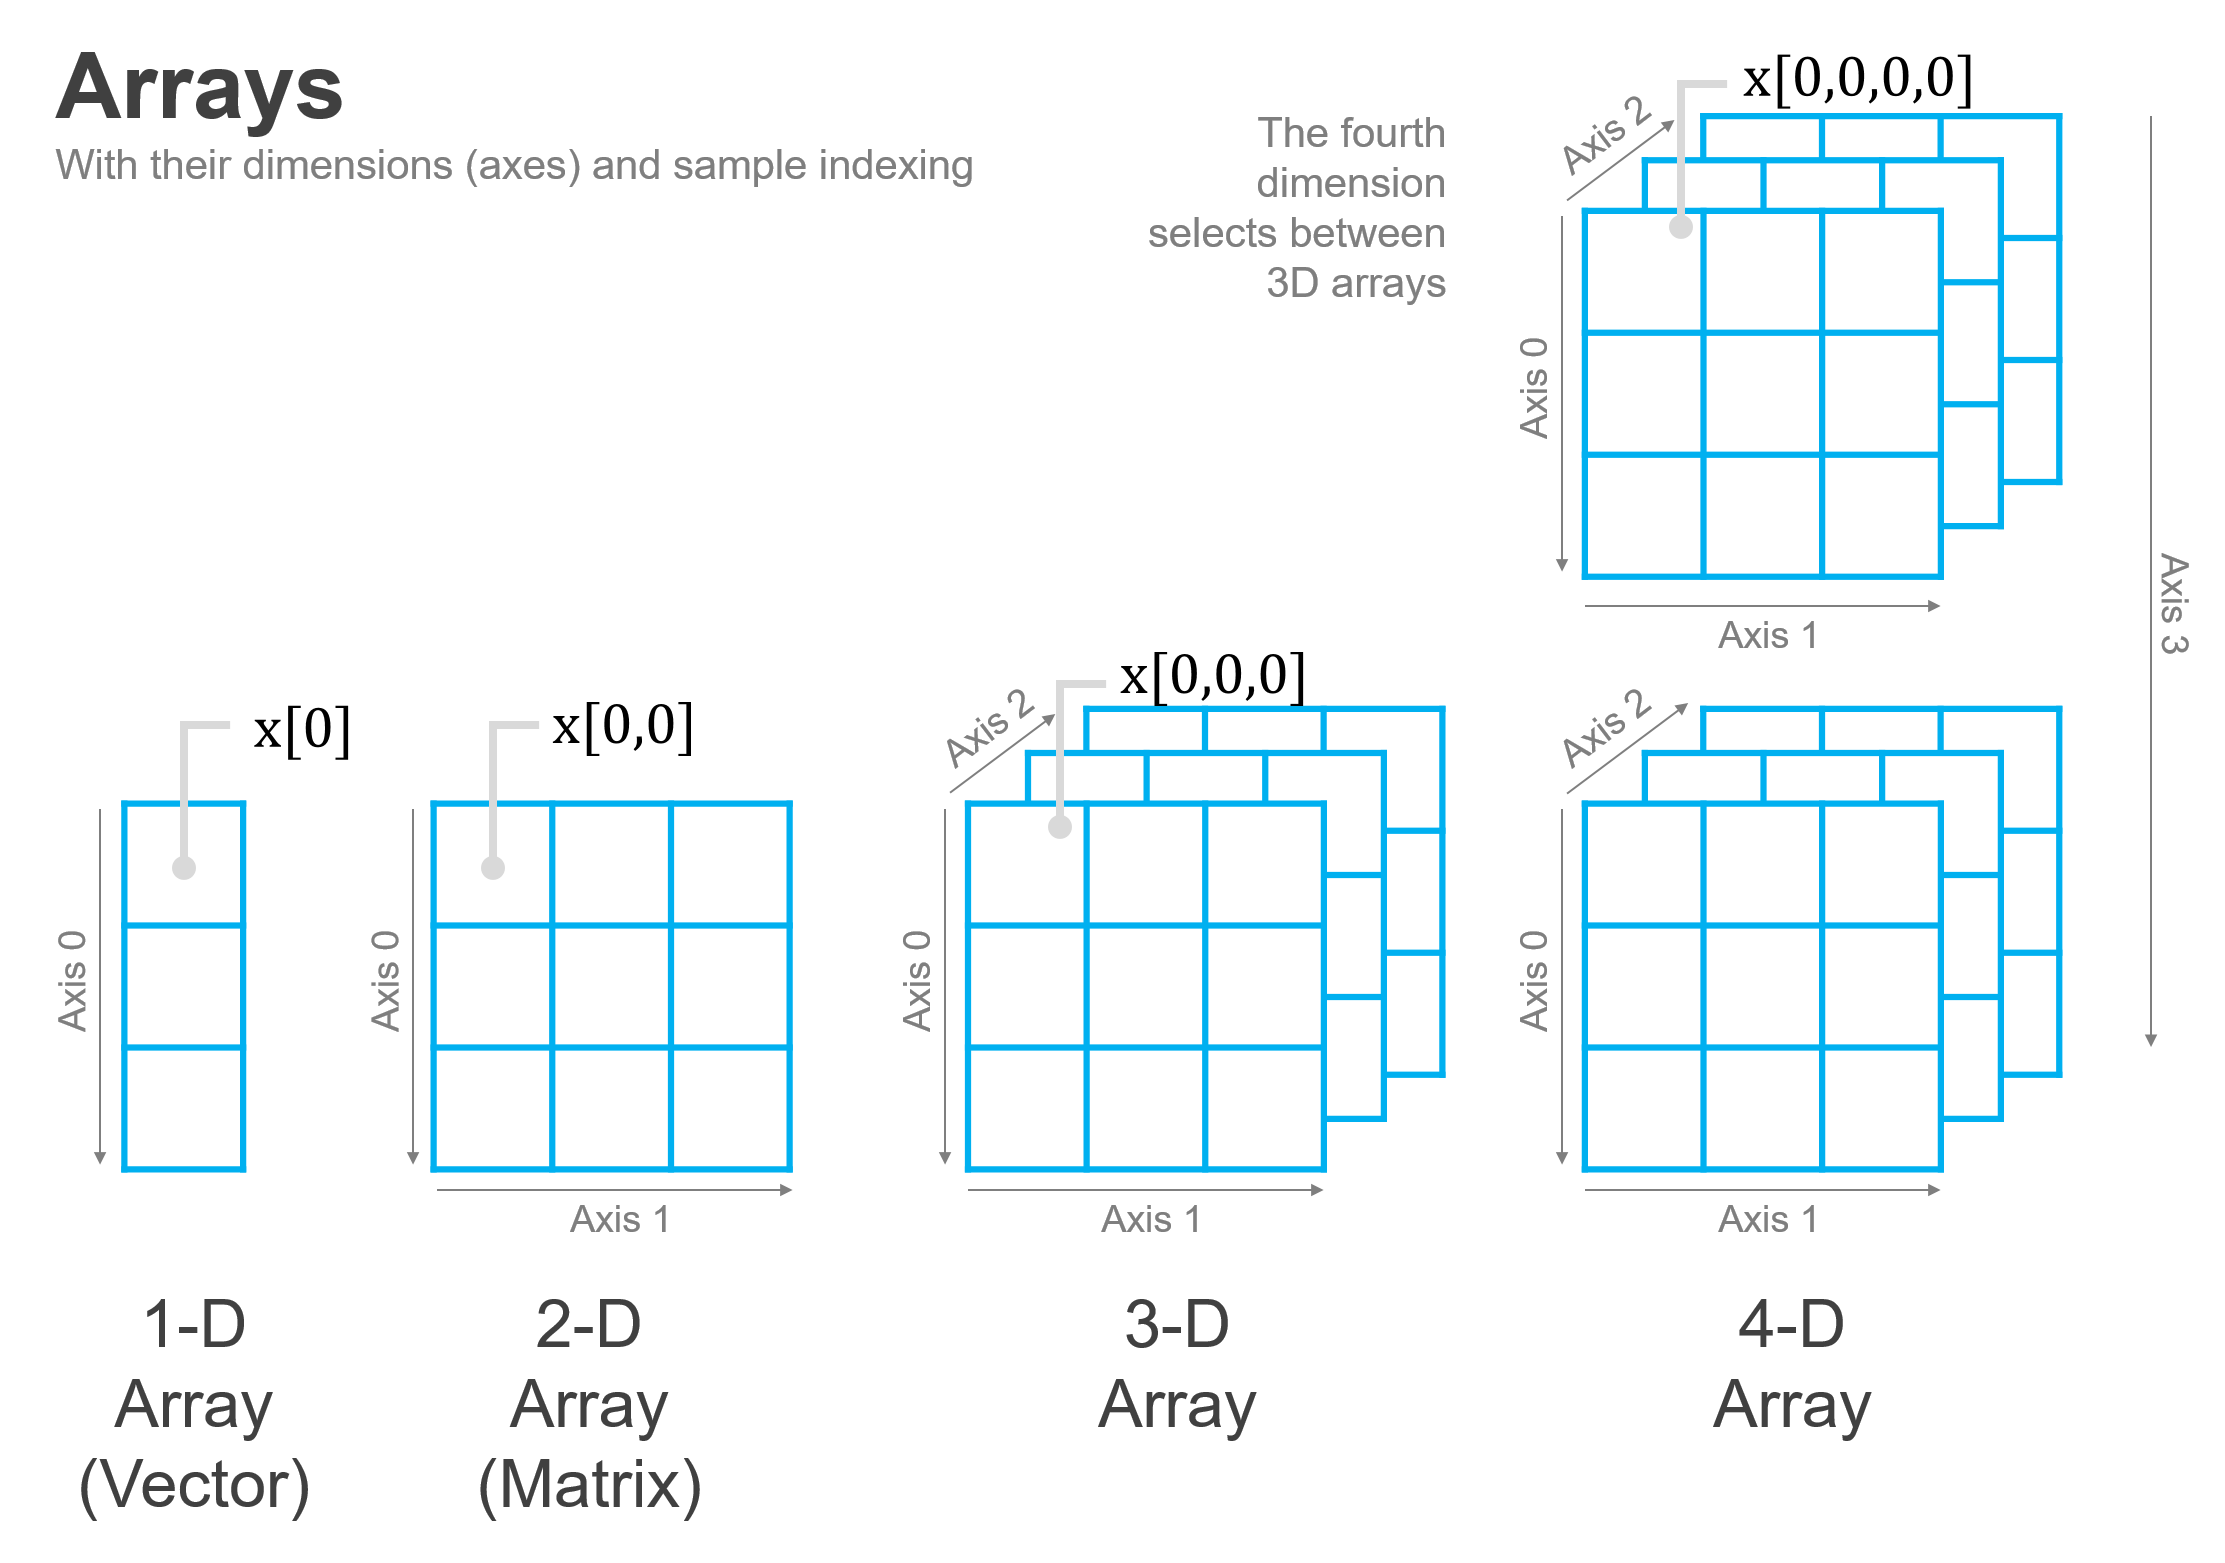 Arrays
With their dimensions (axes) and sample indexing
The fourth
dimension
selects between
3D arrays
x[0,0,0,0]
Axis 2
Axis 0
Axis 1
Axis 3
x[0]
Axis 0
x[0,0]
Axis 0
Axis 1
x[0,0,0]
Axis 2
Axis 0
Axis 1
Axis 2
Axis 0
Axis 1
1-D
Array
(Vector)
2-D
Array
(Matrix)
3-D
Array
4-D
Array